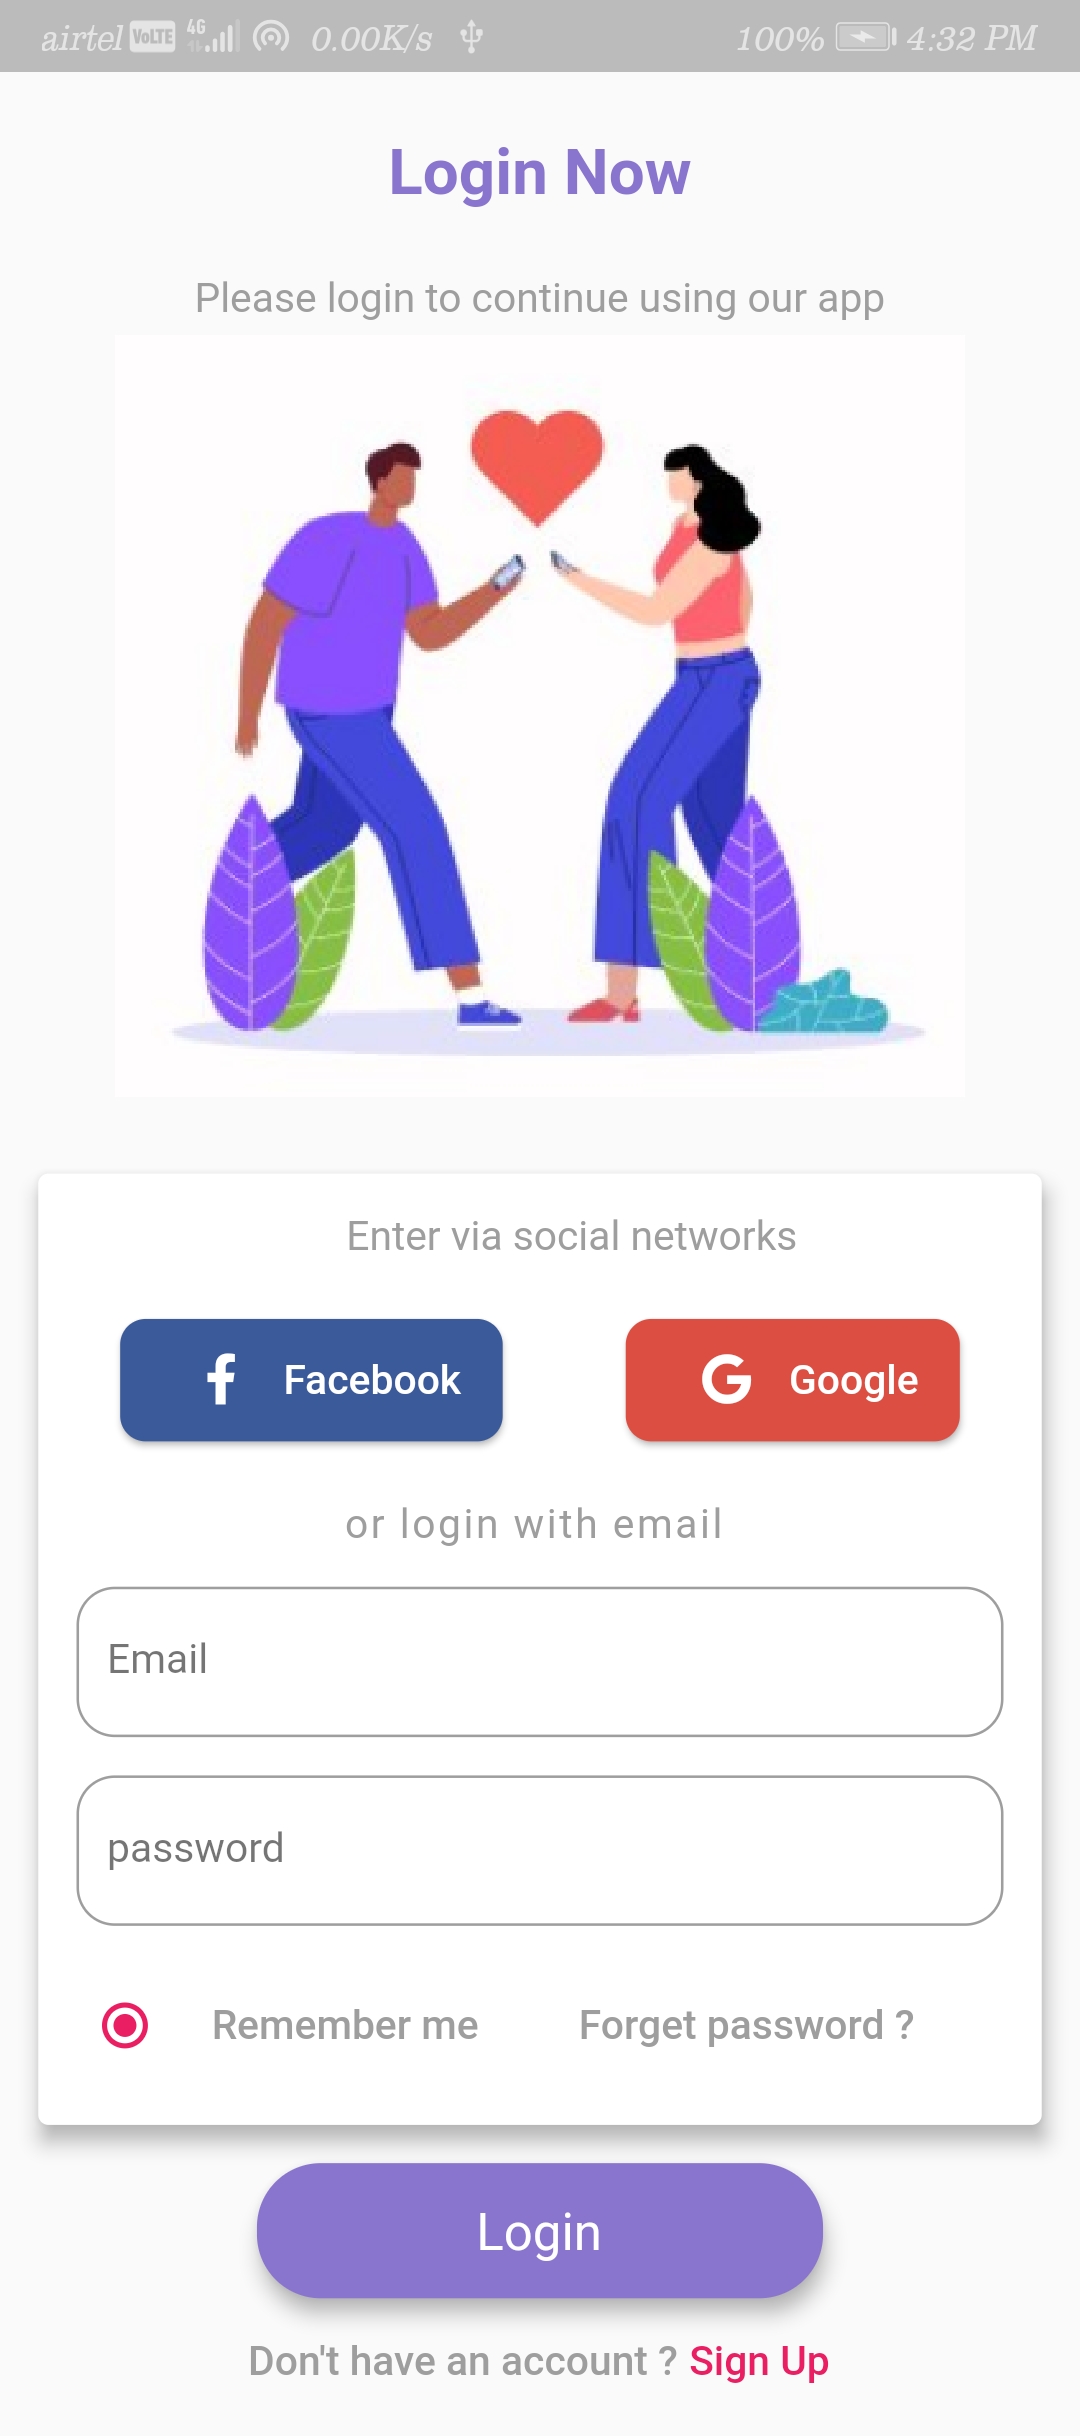 airtel VoLTE 4G 0.00K/s 100% 4:32 PM
Login Now
Please login to continue using our app
Enter via social networks
Facebook Google
or login with email
Email
password
Remember me Forget password ?
Login
Don't have an account ? Sign Up